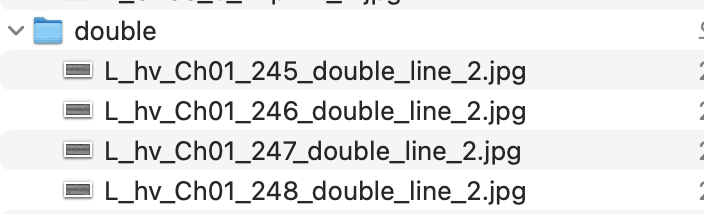 double
L_hv_Ch01_245_double_line_2.jpg
L_hv_Ch01_246_double_line_2.jpg
L_hv_Ch01_247_double_line_2.jpg
L_hv_Ch01_248_double_line_2.jpg